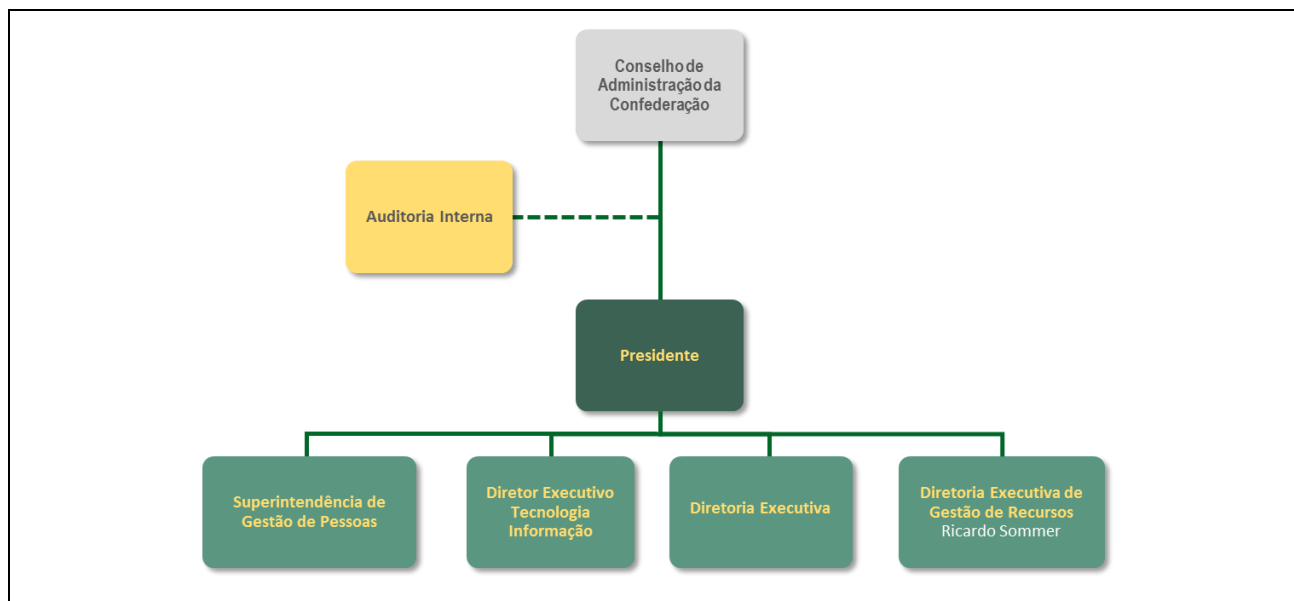 Conselho de
Administração da
Confederação
Auditoria Interna
Presidente
Superintendência de
Gestão de Pessoas
Diretor Executivo
Tecnologia
Informação
Diretoria Executiva
Diretoria Executiva de
Gestão de Recursos
Ricardo Sommer